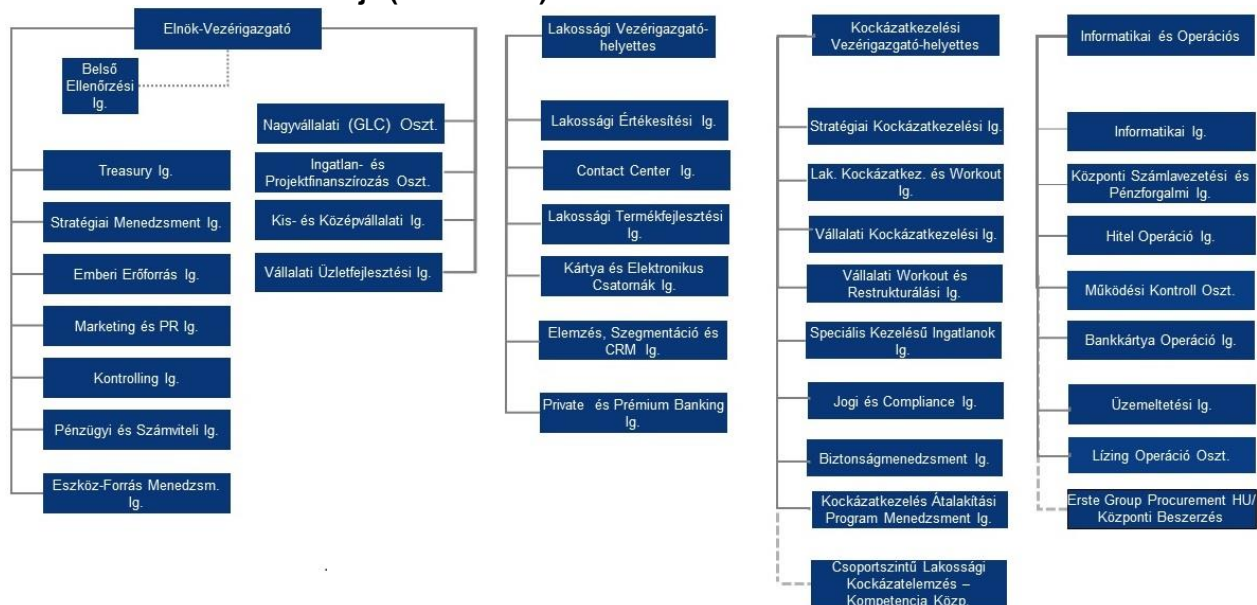 Elnök-Vezérigazgató
Belső
Ellenőrzési
Ig.
Nagyvállalati (GLC) Oszt.
Ingatlan- és
Projektfinanszírozás Oszt.
Kis- és Középvállalati Ig.
Vállalati Üzletfejlesztési Ig.
Treasury Ig.
Stratégiai Menedzsment Ig.
Emberi Erőforrás Ig.
Marketing és PR Ig.
Kontrolling Ig.
Pénzügyi és Számviteli Ig.
Eszköz-Forrás Menedzsm.
Ig.
Lakossági Vezérigazgató-
helyettes
Lakossági Értékesítési Ig.
Contact Center Ig.
Lakossági Termékfejlesztési
Ig.
Kártya és Elektronikus
Csatornák Ig.
Elemzés, Szegmentáció és
CRM Ig.
Private és Prémium Banking
Ig.
Kockázatkezelési
Vezérigazgató-helyettes
Stratégiai Kockázatkezelési Ig.
Lak. Kockázatkez. és Workout
Ig.
Vállalati Kockázatkezelési Ig.
Vállalati Workout és
Restrukturálási Ig.
Speciális Kezelésű Ingatlanok
Ig.
Jogi és Compliance Ig.
Biztonságmenedzsment Ig.
Kockázatkezelés Átalakítási
Program Menedzsment Ig.
Csoportszintű Lakossági
Kockázatelemzés –
Kompetencia Közp.
Informatikai és Operációs
Informatikai Ig.
Központi Számlavezetési és
Pénzforgalmi Ig.
Hitel Operáció Ig.
Működési Kontroll Oszt.
Bankkártya Operáció Ig.
Üzemeltetési Ig.
Lízing Operáció Oszt.
Erste Group Procurement HU/
Központi Beszerzés